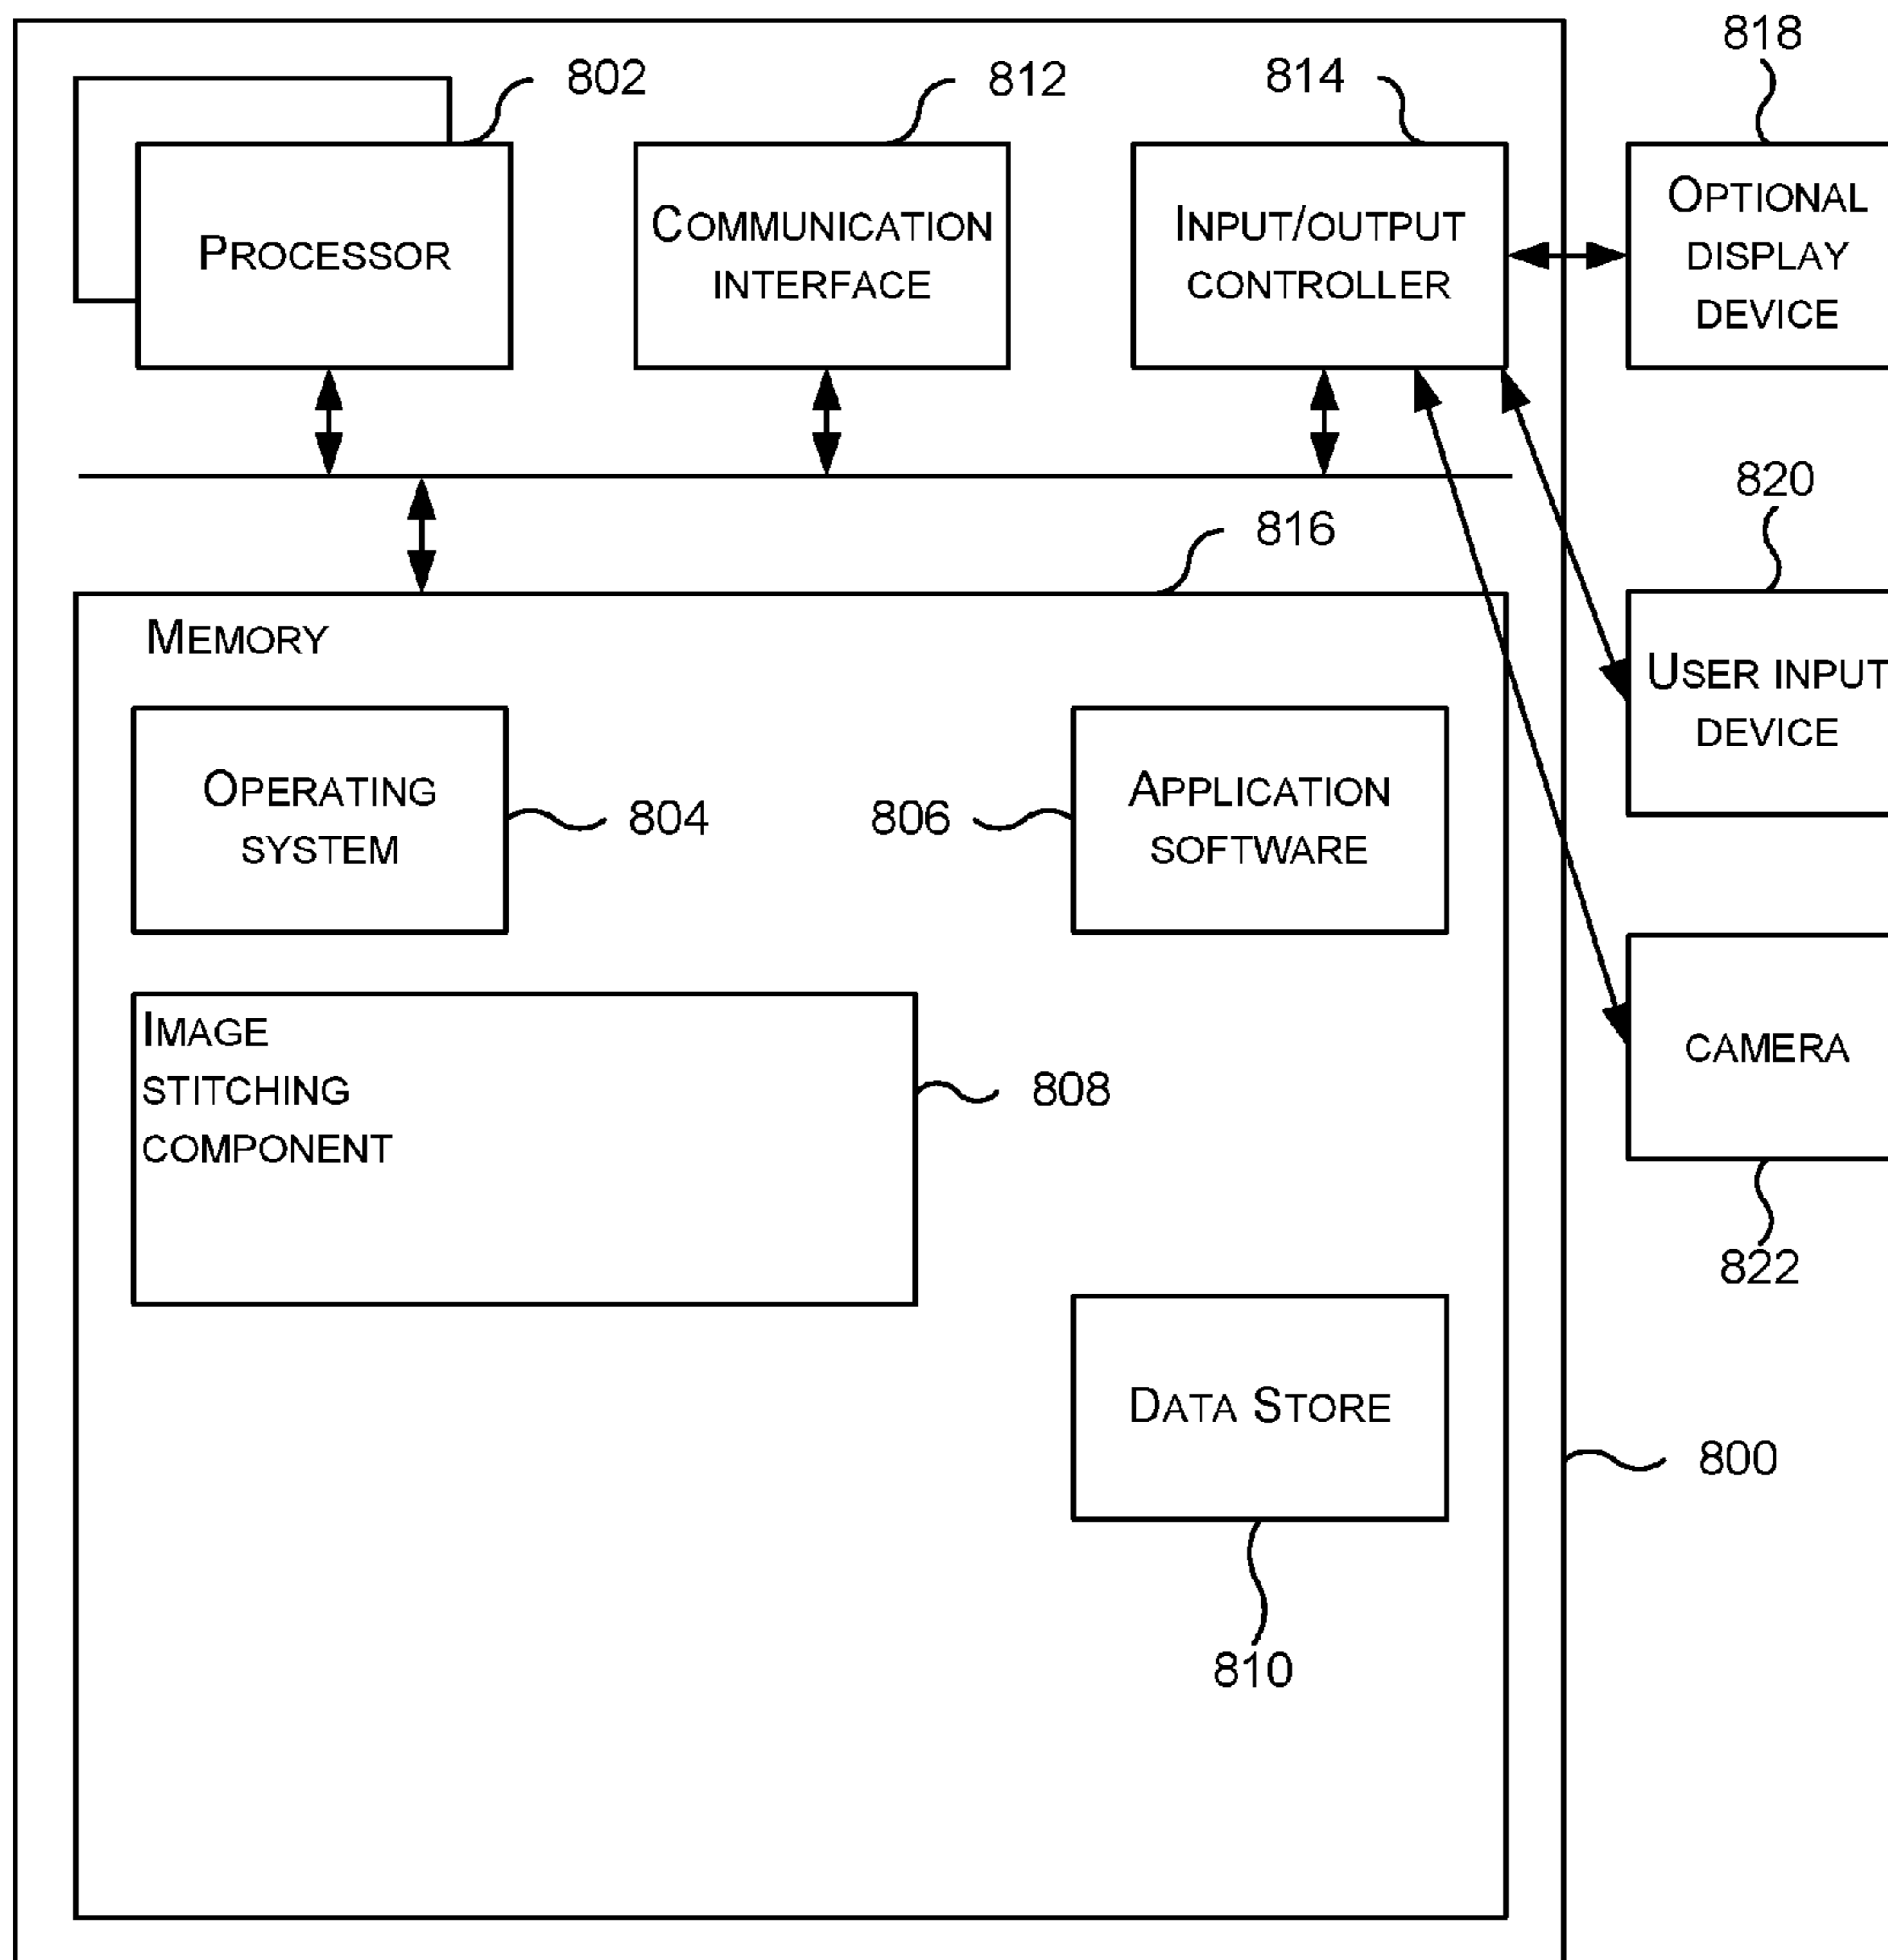 802
812
814
818
PROCESSOR
COMMUNICATION
INTERFACE
INPUT/OUTPUT
CONTROLLER
OPTIONAL
DISPLAY
DEVICE
820
816
MEMORY
USER INPUT
DEVICE
OPERATING
SYSTEM
804
806
APPLICATION
SOFTWARE
IMAGE
STITCHING
COMPONENT
808
CAMERA
822
DATA STORE
800
810